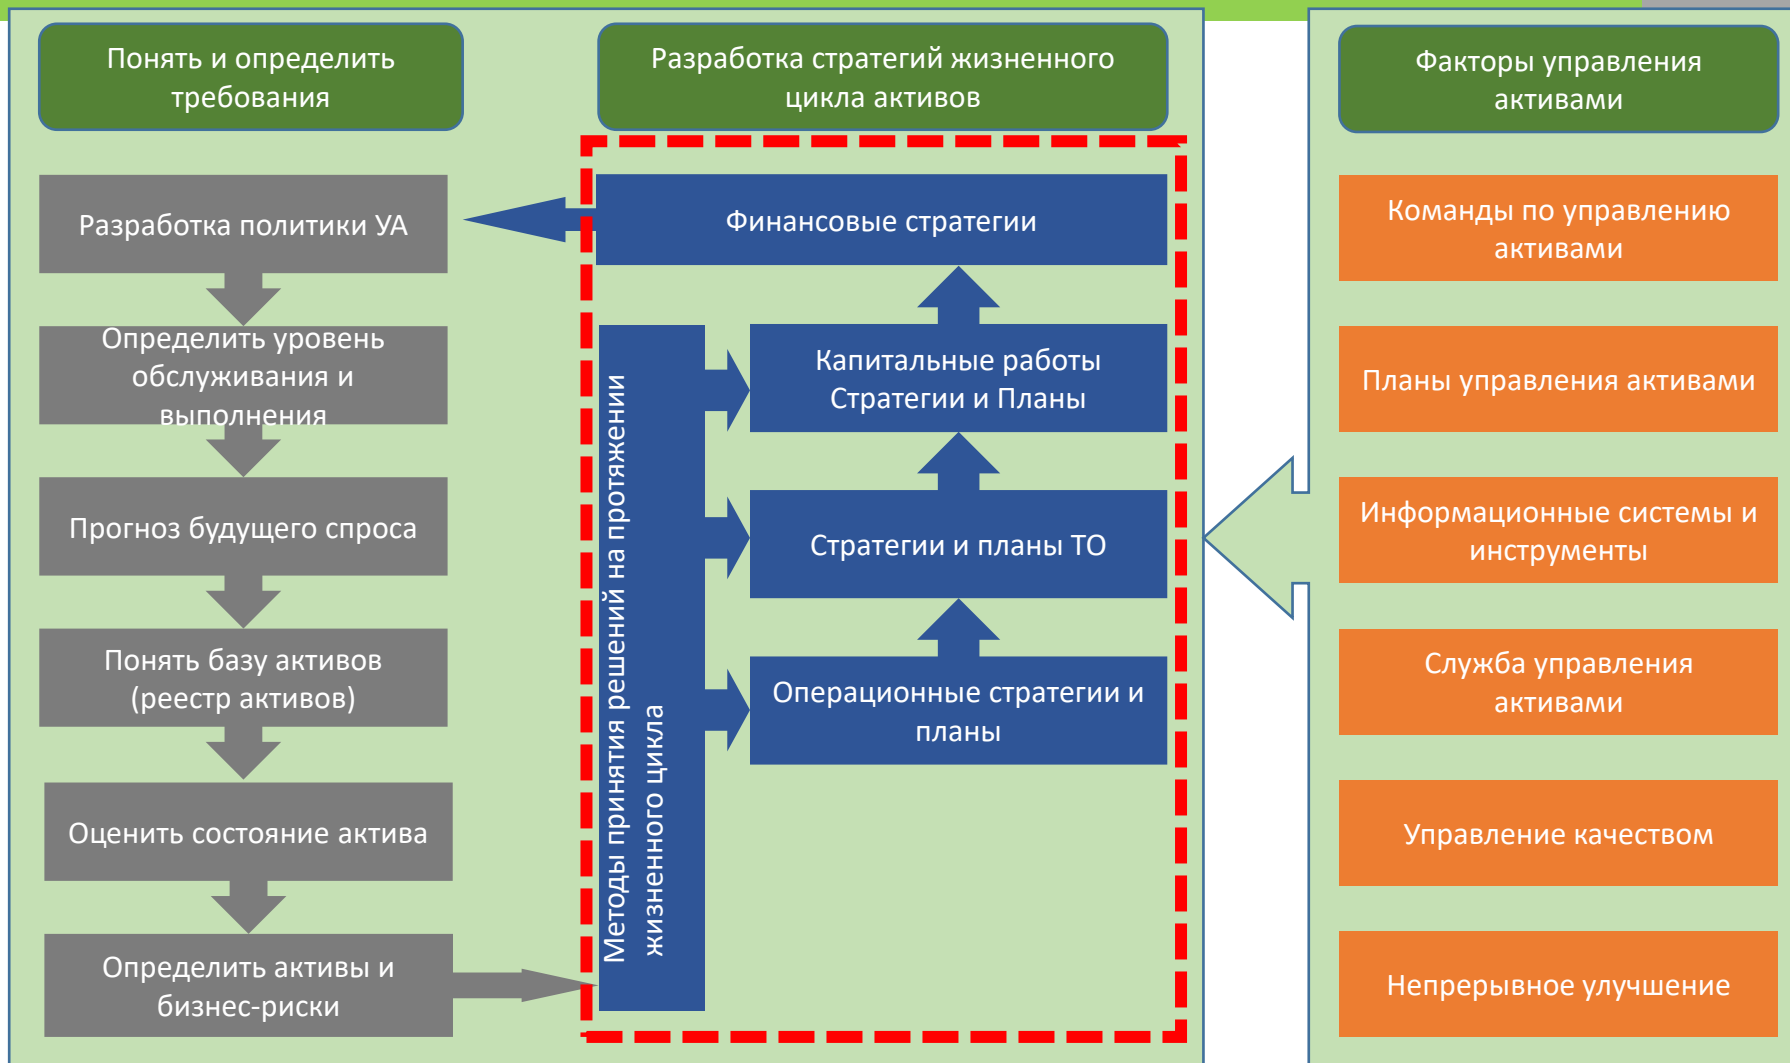 Понять и определить
требования
Разработка политики УА
Определить уровень
обслуживания и
выполнения
Прогноз будущего спроса
Понять базу активов
(реестр активов)
Оценить состояние актива
Определить активы и
бизнес-риски
Разработка стратегий жизненного
цикла активов
Финансовые стратегии
Методы принятия решений на протяжении
жизненного цикла
Капитальные работы
Стратегии и Планы
Стратегии и планы ТО
Операционные стратегии и
планы
Факторы управления
активами
Команды по управлению
активами
Планы управления активами
Информационные системы и
инструменты
Служба управления
активами
Управление качеством
Непрерывное улучшение